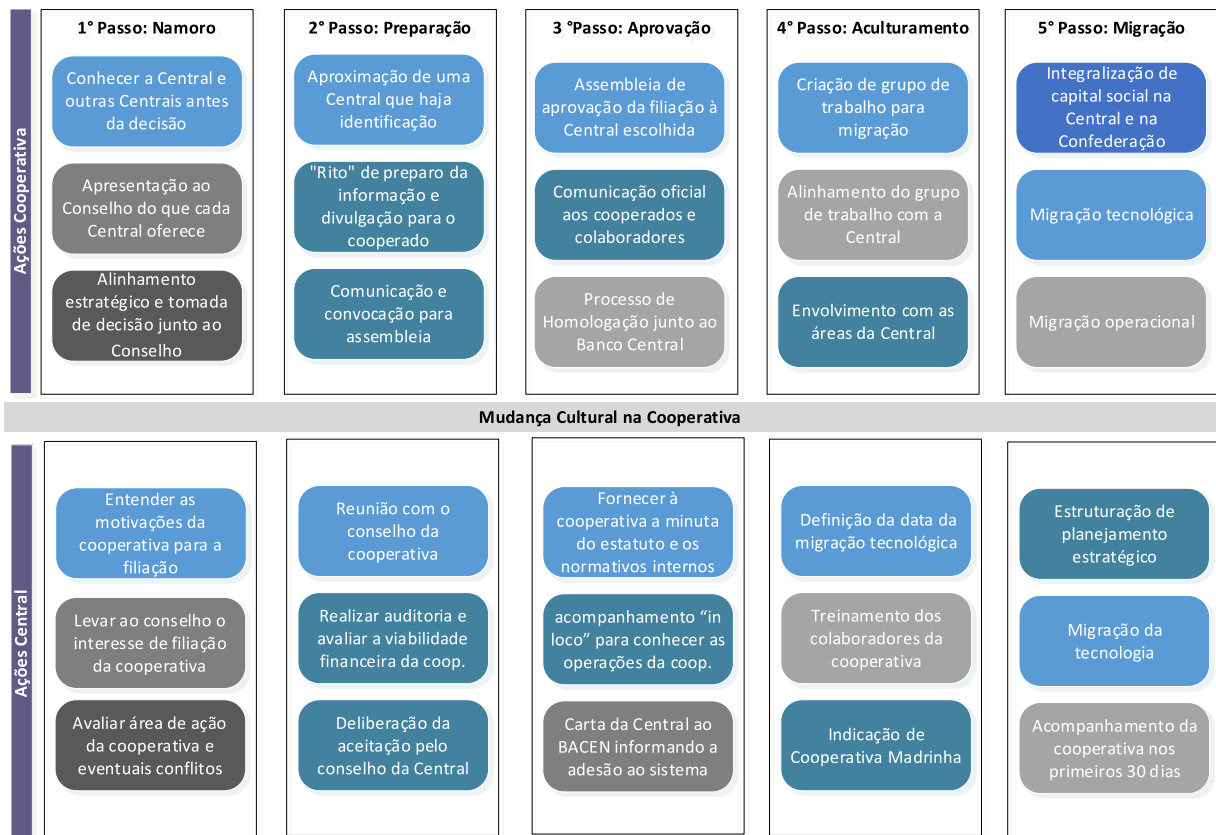 Ações Cooperativa
1° Passo: Namoro
Conhecer a Central e
outras Centrais antes
da decisão
Apresentação ao
Conselho do que cada
Central oferece
Alinhamento
estratégico e tomada
de decisão junto ao
Conselho
2° Passo: Preparação
Aproximação de uma
Central que haja
identificação
"Rito" de preparo da
informação e
divulgação para o
cooperado
Comunicação e
convocação para
assembleia
3 °Passo: Aprovação
Assembleia de
aprovação da filiação à
Central escolhida
Comunicação oficial
aos cooperados e
colaboradores
Processo de
Homologação junto ao
Banco Central
4° Passo: Aculturamento
Criação de grupo de
trabalho para
migração
Alinhamento do grupo
de trabalho com a
Central
Envolvimento com as
áreas da Central
5° Passo: Migração
Integralização de
capital social na
Central e na
Confederação
Migração tecnológica
Migração operacional
Mudança Cultural na Cooperativa
Ações Central
Entender as
motivações da
cooperativa para a
filiação
Levar ao conselho o
interesse de filiação
da cooperativa
Avaliar área de ação
da cooperativa e
eventuais conflitos
Reunião com o
conselho da
cooperativa
Realizar auditoria e
avaliar a viabilidade
financeira da coop.
Deliberação da
aceitação pelo
conselho da Central
Fornecer à
cooperativa a minuta
do estatuto e os
normativos internos
acompanhamento “in
loco” para conhecer as
operações da coop.
Carta da Central ao
BACEN informando a
adesão ao sistema
Definição da data da
migração tecnológica
Treinamento dos
colaboradores da
cooperativa
Indicação de
Cooperativa Madrinha
Estruturação de
planejamento
estratégico
Migração da
tecnologia
Acompanhamento da
cooperativa nos
primeiros 30 dias